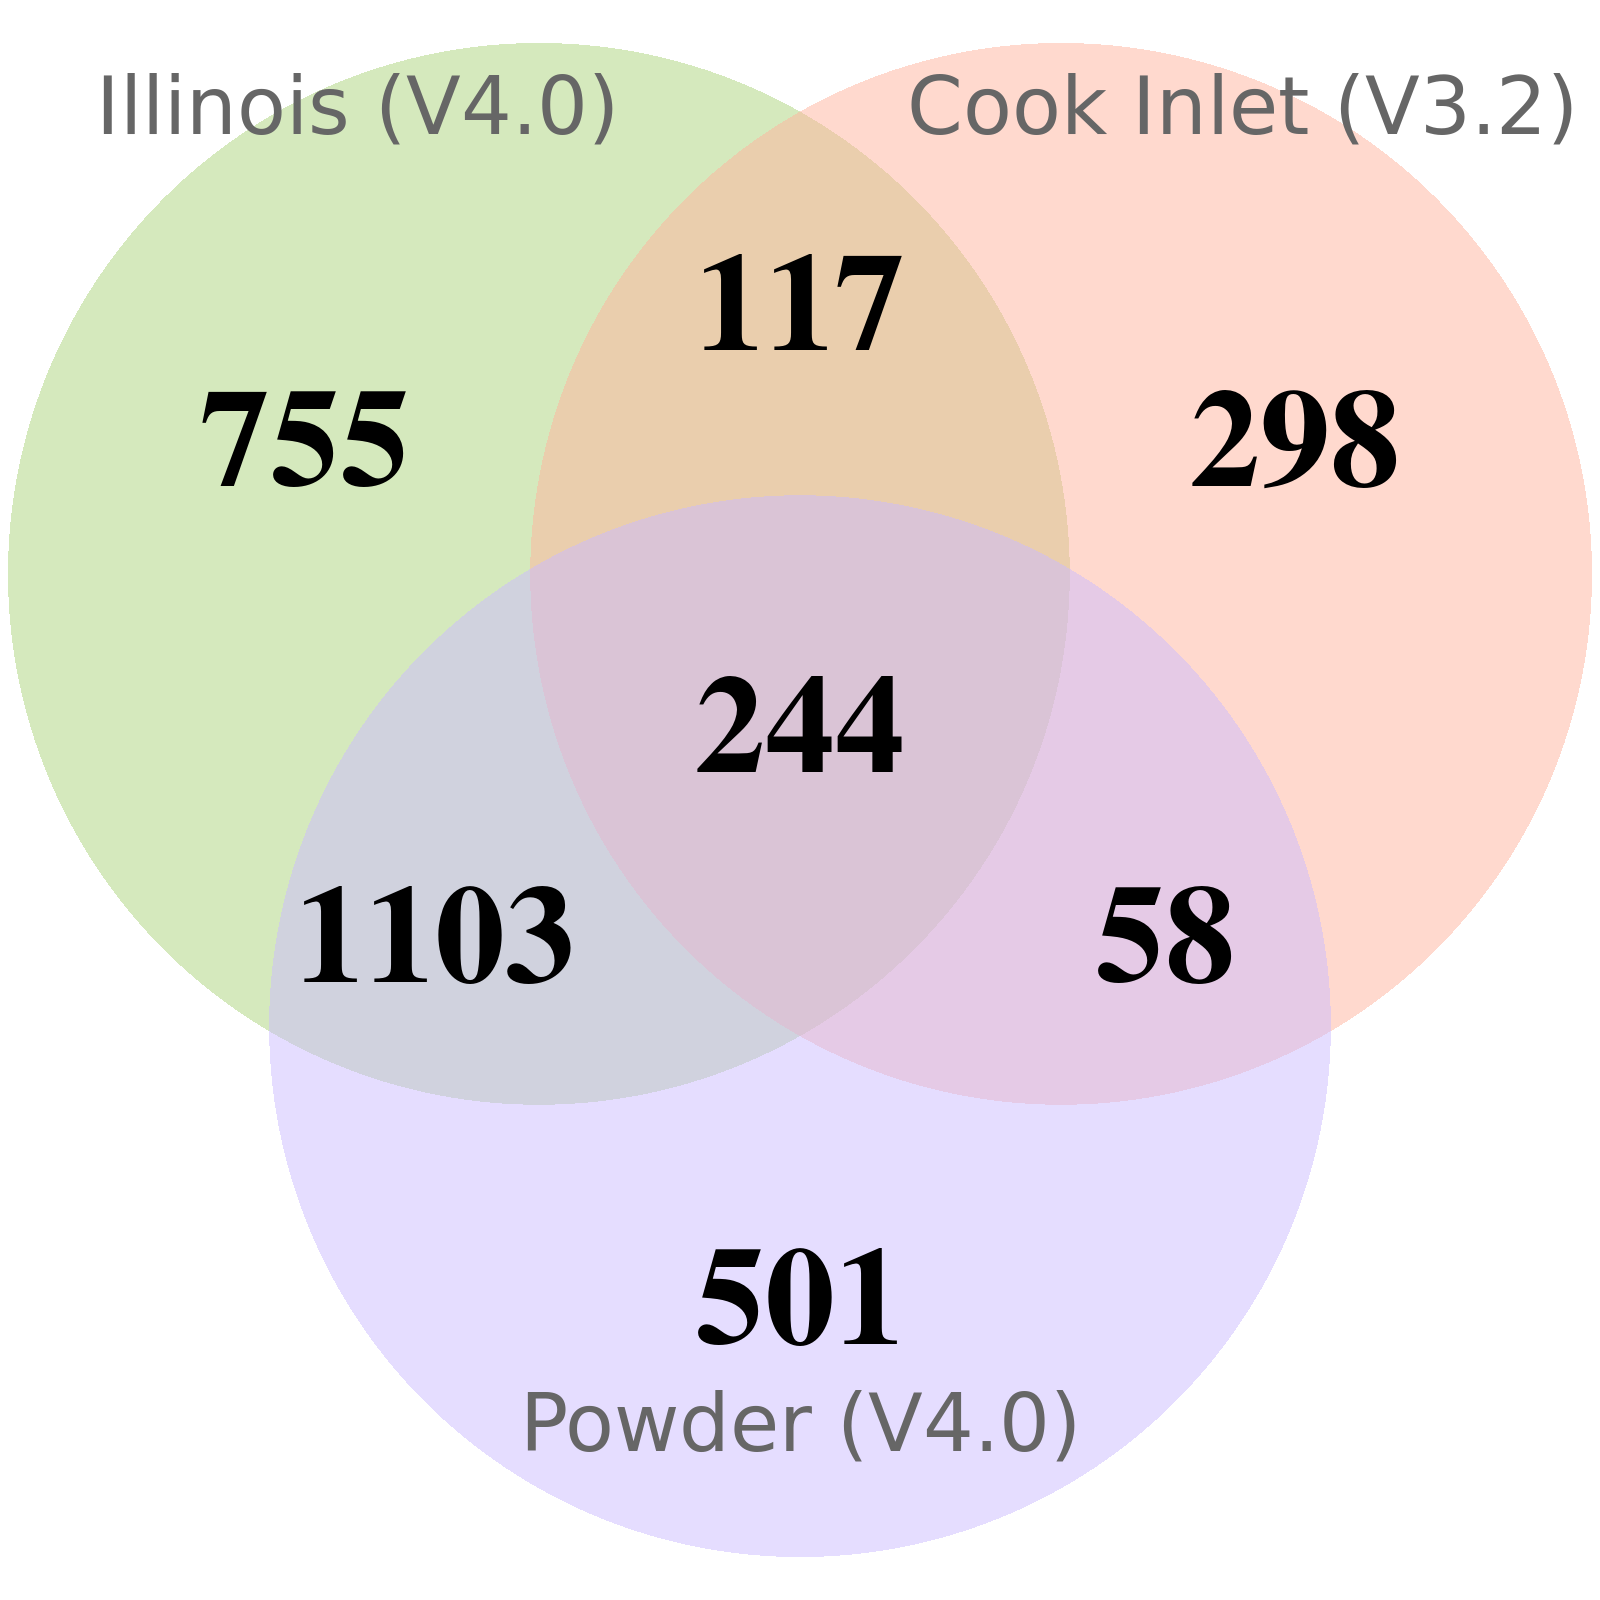 Illinois (V4.0)
Cook Inlet (V3.2)
117
755
298
244
1103
58
501
Powder (V4.0)